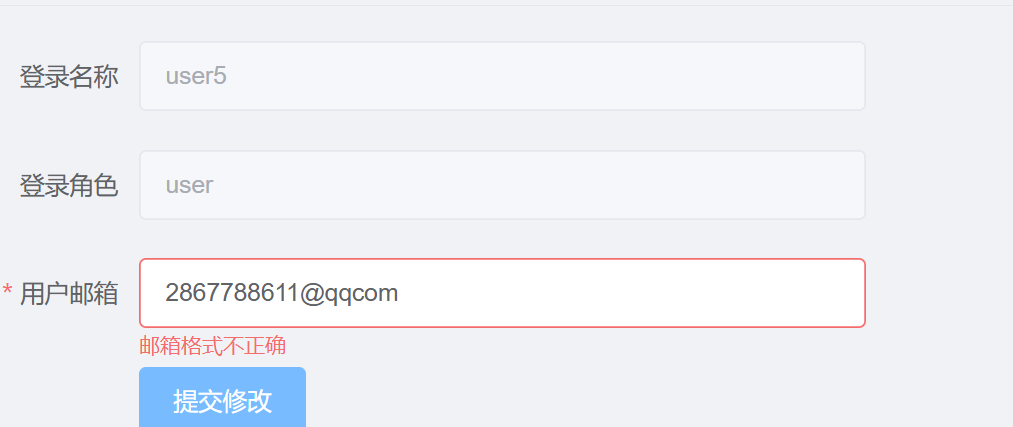 登录名称 user5
登录角色 user
* 用户邮箱 2867788611@qqcom
邮箱格式不正确
提交修改